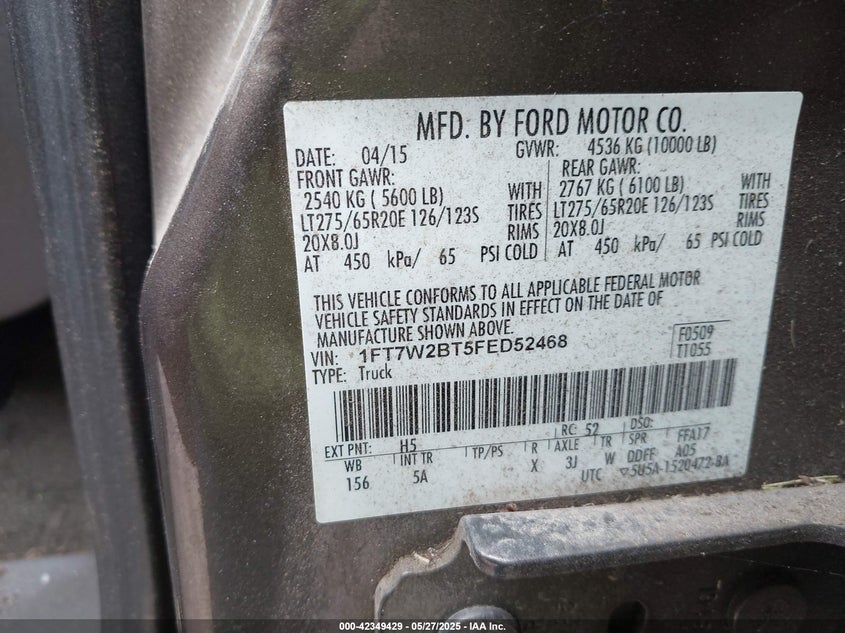 MFD. BY FORD MOTOR CO.
DATE: 04/15 GVWR: 4536 KG (10000 LB)
FRONT GAWR: REAR GAWR:
2540 KG ( 5600 LB) WITH 2767 KG ( 6100 LB) WITH
LT275/65R20E 126/123S TIRES LT275/65R20E 126/123S TIRES
20X8.0J RIMS 20X8.0J RIMS
AT 450 kPa/ 65 PSI COLD AT 450 kPa/ 65 PSI COLD
THIS VEHICLE CONFORMS TO ALL APPLICABLE FEDERAL MOTOR
VEHICLE SAFETY STANDARDS IN EFFECT ON THE DATE OF
MANUFACTURE SHOWN ABOVE.
VIN: 1FT7W2BT5FED52468 F0509
TYPE: Truck T1055
EXT PNT: H5 RC: 52 DSO:
WB INT TR TP/PS R AXLE TR SPR FFA17
156 5A X 3J W DDFF A05
UTC ▽5U5A-1520472-BA
000-42349429 - 05/27/2025 - IAA Inc.